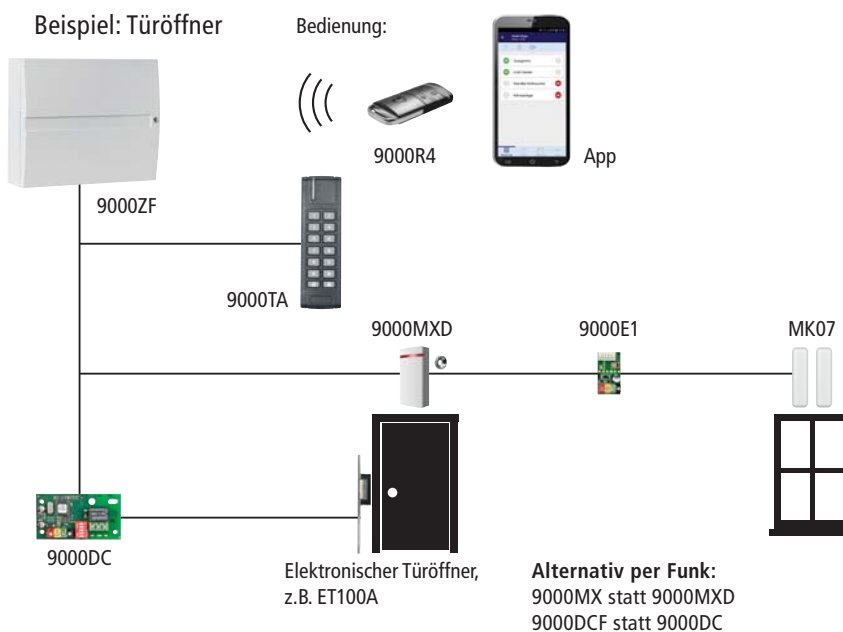 Beispiel: Türöffner
Bedienung:
9000R4
App
9000ZF
9000TA
9000MXD
9000E1
MK07
9000DC
Elektronischer Türöffner,
z.B. ET100A
Alternativ per Funk:
9000MX statt 9000MXD
9000DCF statt 9000DC